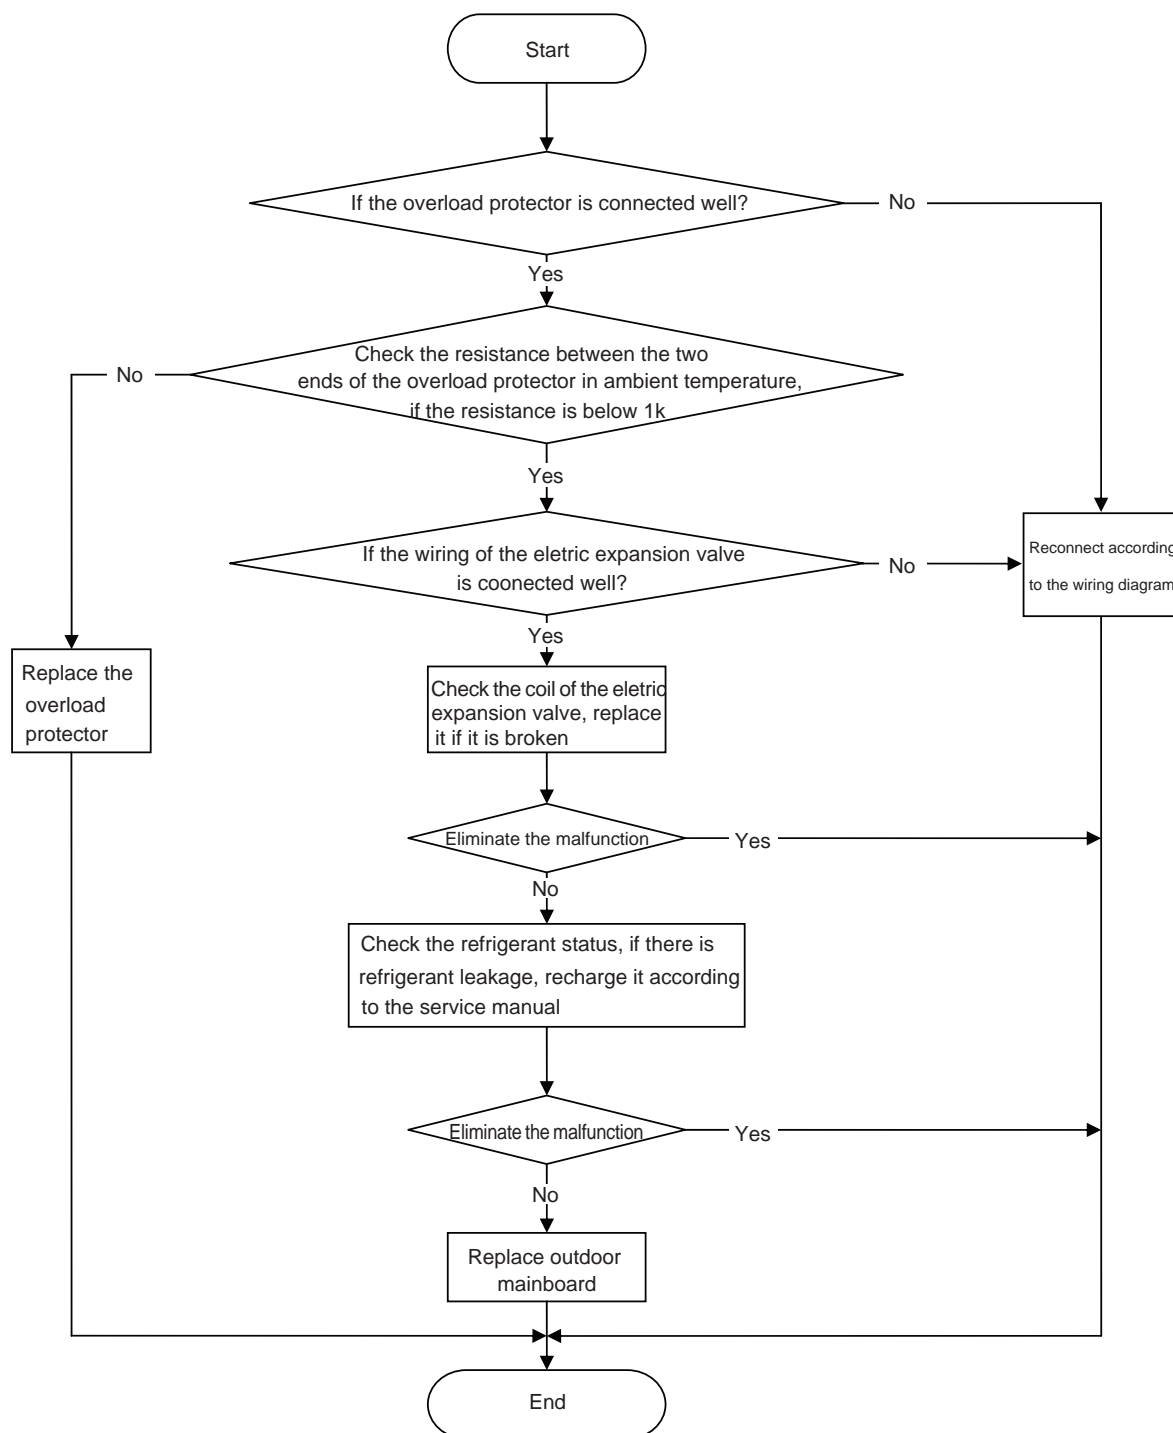 Start
If the overload protector is connected well?
No
Yes
Check the resistance between the two
ends of the overload protector in ambient temperature,
if the resistance is below 1k
No
Yes
If the wiring of the eletric expansion valve
is coonected well?
No
Reconnect according
to the wiring diagram
Yes
Replace the
overload
protector
Check the coil of the eletric
expansion valve, replace
it if it is broken
Eliminate the malfunction
Yes
No
Check the refrigerant status, if there is
refrigerant leakage, recharge it according
to the service manual
Eliminate the malfunction
Yes
No
Replace outdoor
mainboard
End